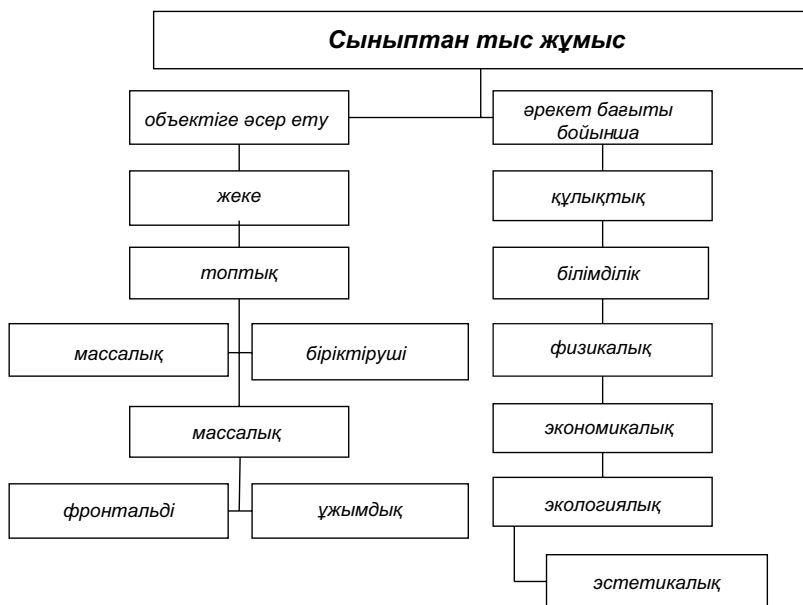 Сыныптан тыс жұмыс
объектіге әсер ету
әрекет бағыты
бойынша
жеке
құлықтық
топтық
білімділік
массалық
біріктіруші
физикалық
массалық
экономикалық
фронтальді
ұжымдық
экологиялық
эстетикалық